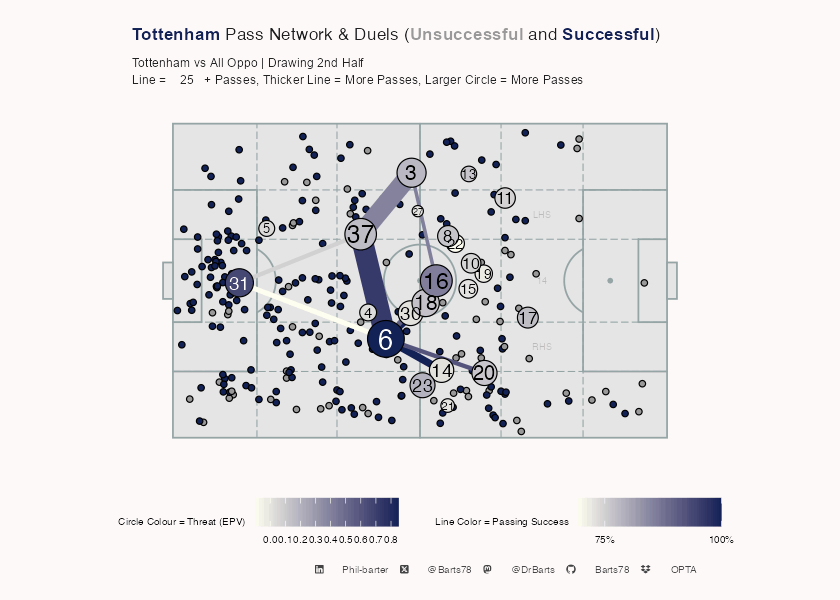 Tottenham Pass Network & Duels (Unsuccessful and Successful)
Tottenham vs All Oppo | Drawing 2nd Half
Line = 25 + Passes, Thicker Line = More Passes, Larger Circle = More Passes
3
13
11
27
LHS
5
37
8
22
10
19
31
16
14
15
18
4
30
17
6
RHS
14
20
23
21
Circle Colour = Threat (EPV)
Line Color = Passing Success
0.0 0.1 0.2 0.3 0.4 0.5 0.6 0.7 0.8
75% 100%
Phil-barter @Barts78 @DrBarts Barts78 OPTA